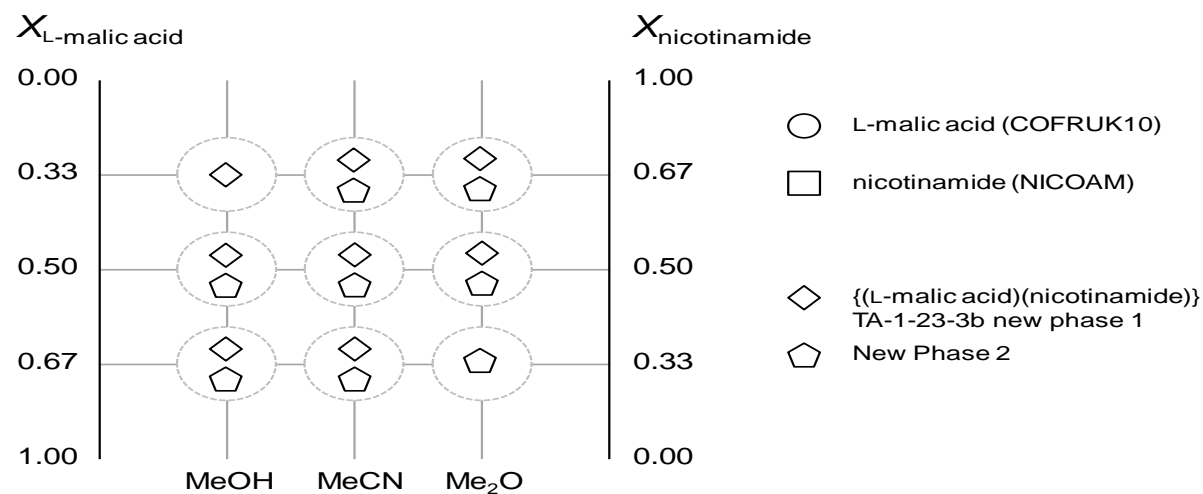 XL-malic acid
Xnicotinamide
0.00
1.00
L-malic acid (COFRUK10)
0.33
0.67
nicotinamide (NICOAM)
0.50
0.50
{(L-malic acid)(nicotinamide)}
TA-1-23-3b new phase 1
0.67
0.33
New Phase 2
1.00
0.00
MeOH
MeCN
Me₂O